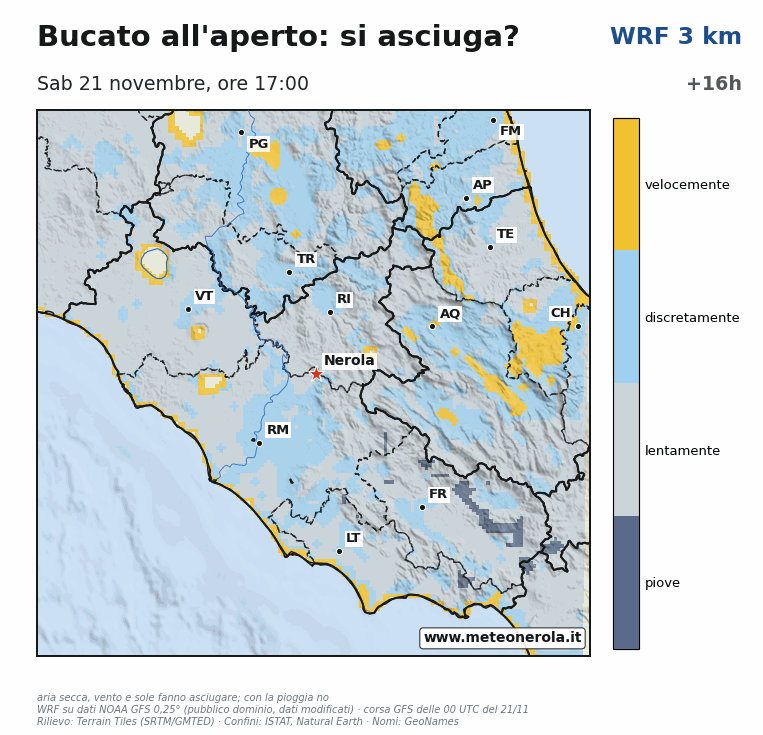 Bucato all'aperto: si asciuga?
WRF 3 km
Sab 21 novembre, ore 17:00
+16h
FM
PG
velocemente
AP
TE
TR
VT
RI
AQ
CH
discretamente
Nerola
RM
lentamente
FR
LT
piove
www.meteonerola.it
aria secca, vento e sole fanno asciugare; con la pioggia no
WRF su dati NOAA GFS 0,25° (pubblico dominio, dati modificati) · corsa GFS delle 00 UTC del 21/11
Rilievo: Terrain Tiles (SRTM/GMTED) · Confini: ISTAT, Natural Earth · Nomi: GeoNames